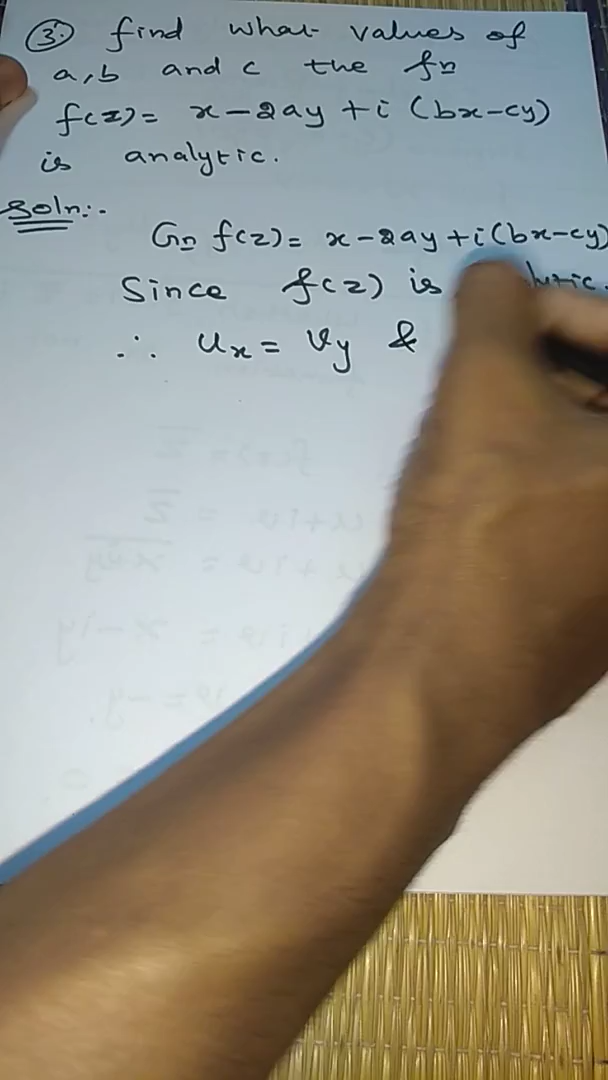 ③ find what values of
a,b and c the fn
f(z)= x-2ay+i (bx-cy)
is analytic.
Soln:-
Gn f(z)= x-2ay+i(bx-cy)
Since f(z) is
∴ ux= vy &